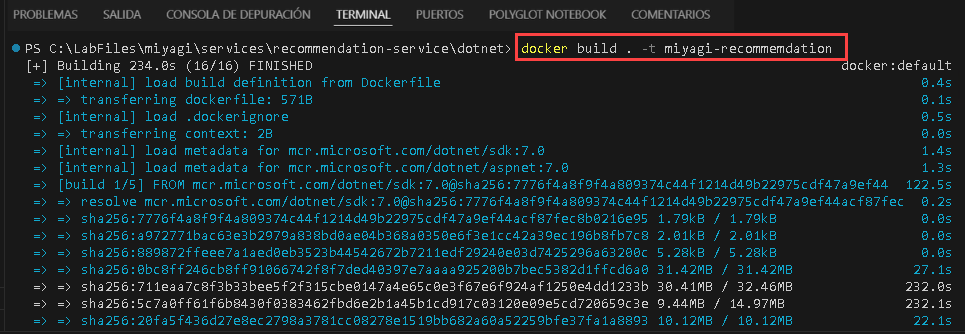 PROBLEMAS SALIDA CONSOLA DE DEPURACIÓN TERMINAL PUERTOS POLYGLOT NOTEBOOK COMENTARIOS
PS C:\LabFiles\miyagi\services\recommendation-service\dotnet> docker build . -t miyagi-recommemdation
[+] Building 234.0s (16/16) FINISHED docker:default
=> [internal] load build definition from Dockerfile 0.4s
=> => transferring dockerfile: 571B 0.1s
=> [internal] load .dockerignore 0.5s
=> => transferring context: 2B 0.0s
=> [internal] load metadata for mcr.microsoft.com/dotnet/sdk:7.0 1.4s
=> [internal] load metadata for mcr.microsoft.com/dotnet/aspnet:7.0 1.3s
=> [build 1/5] FROM mcr.microsoft.com/dotnet/sdk:7.0@sha256:7776f4a8f9f4a809374c44f1214d49b22975cdf47a9ef44 122.5s
=> => resolve mcr.microsoft.com/dotnet/sdk:7.0@sha256:7776f4a8f9f4a809374c44f1214d49b22975cdf47a9ef44acf87fec 0.2s
=> => sha256:7776f4a8f9f4a809374c44f1214d49b22975cdf47a9ef44acf87fec8b0216e95 1.79kB / 1.79kB 0.0s
=> => sha256:a972771bac63e3b2979a838bd0ae04b368a0350e6f3e1cc42a39ec196b8fb7c8 2.01kB / 2.01kB 0.0s
=> => sha256:889872ffeee7a1aed0eb3523b44542672b7211edf29240e03d7425296a63200c 5.28kB / 5.28kB 0.0s
=> => sha256:0bc8ff246cb8ff91066742f8f7ded40397e7aaaa925200b7bec5382d1ffcd6a0 31.42MB / 31.42MB 27.1s
=> => sha256:711eaa7c8f3b33bee5f2f315cbe0147a4e65c0e3f67e6f924af1250e4dd1233b 30.41MB / 32.46MB 232.0s
=> => sha256:5c7a0ff61f6b8430f0383462fbd6e2b1a45b1cd917c03120e09e5cd720659c3e 9.44MB / 14.97MB 232.1s
=> => sha256:20fa5f436d27e8ec2798a3781cc08278e1519bb682a60a52259bfe37fa1a8893 10.12MB / 10.12MB 22.1s